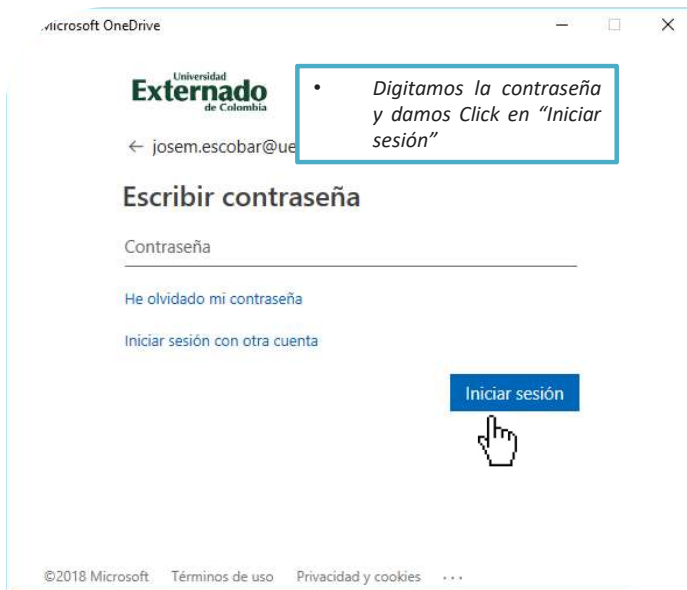 Microsoft OneDrive
Universidad
Externado
de Colombia
• Digitamos la contraseña
y damos Click en “Iniciar
sesión”
← josem.escobar@ue
Escribir contraseña
Contraseña
He olvidado mi contraseña
Iniciar sesión con otra cuenta
Iniciar sesión
©2018 Microsoft Términos de uso Privacidad y cookies ...